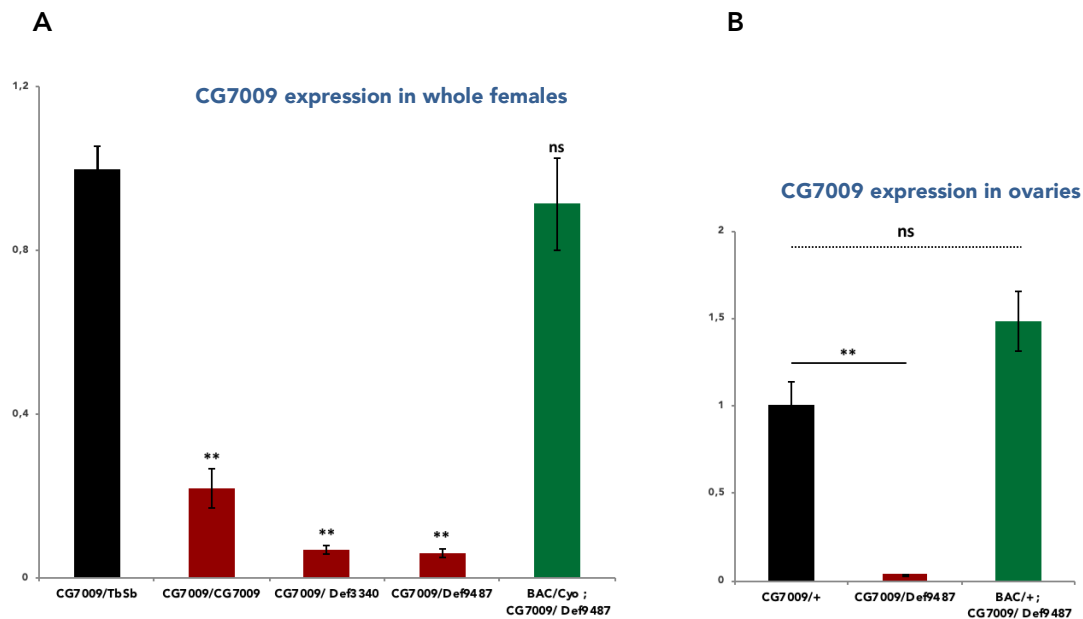 A
CG7009 expression in whole females
1,2
0,8
0,4
0
ns
**
**
**
CG7009/TbSb
CG7009/CG7009
CG7009/ Def3340
CG7009/Def9487
BAC/Cyo ;
CG7009/ Def9487
B
CG7009 expression in ovaries
2
1,5
1
0,5
0
ns
**
CG7009/+
CG7009/Def9487
BAC/+ ;
CG7009/ Def9487